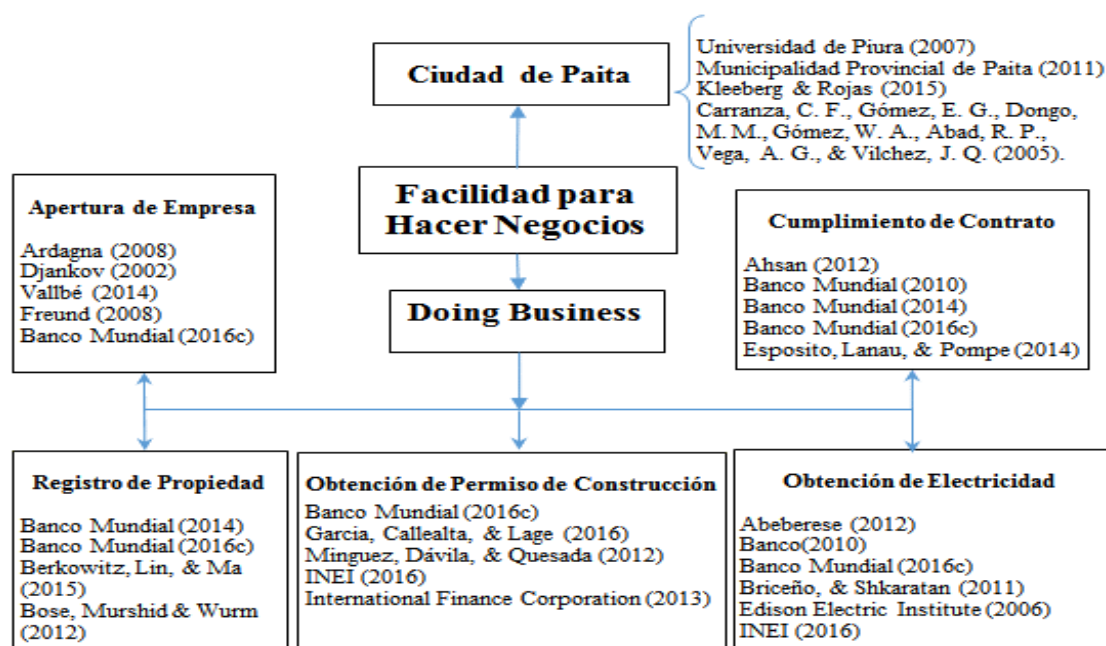 Ciudad de Paita
Universidad de Piura (2007)
Municipalidad Provincial de Paita (2011)
Kleeberg & Rojas (2015)
Carranza, C. F., Gómez, E. G., Dongo,
M. M., Gómez, W. A., Abad, R. P.,
Vega, A. G., & Vilchez, J. Q. (2005).
Facilidad para
Hacer Negocios
Doing Business
Apertura de Empresa
Ardagna (2008)
Djankov (2002)
Vallbé (2014)
Freund (2008)
Banco Mundial (2016c)
Cumplimiento de Contrato
Ahsan (2012)
Banco Mundial (2010)
Banco Mundial (2014)
Banco Mundial (2016c)
Esposito, Lanau, & Pompe (2014)
Registro de Propiedad
Banco Mundial (2014)
Banco Mundial (2016c)
Berkowitz, Lin, & Ma
(2015)
Bose, Murshid & Wurm
(2012)
Obtención de Permiso de Construcción
Banco Mundial (2016c)
Garcia, Callealta, & Lage (2016)
Minguez, Dávila, & Quesada (2012)
INEI (2016)
International Finance Corporation (2013)
Obtención de Electricidad
Abeberese (2012)
Banco(2010)
Banco Mundial (2016c)
Briceño, & Shkaratan (2011)
Edison Electric Institute (2006)
INEI (2016)